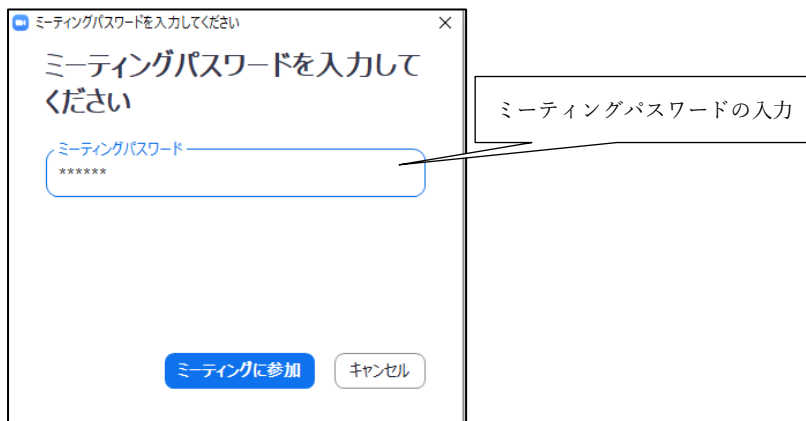 ミーティングパスワードを入力してください
ミーティングパスワードを入力して
ください
ミーティングパスワードの入力
ミーティングパスワード
******
ミーティングに参加
キャンセル